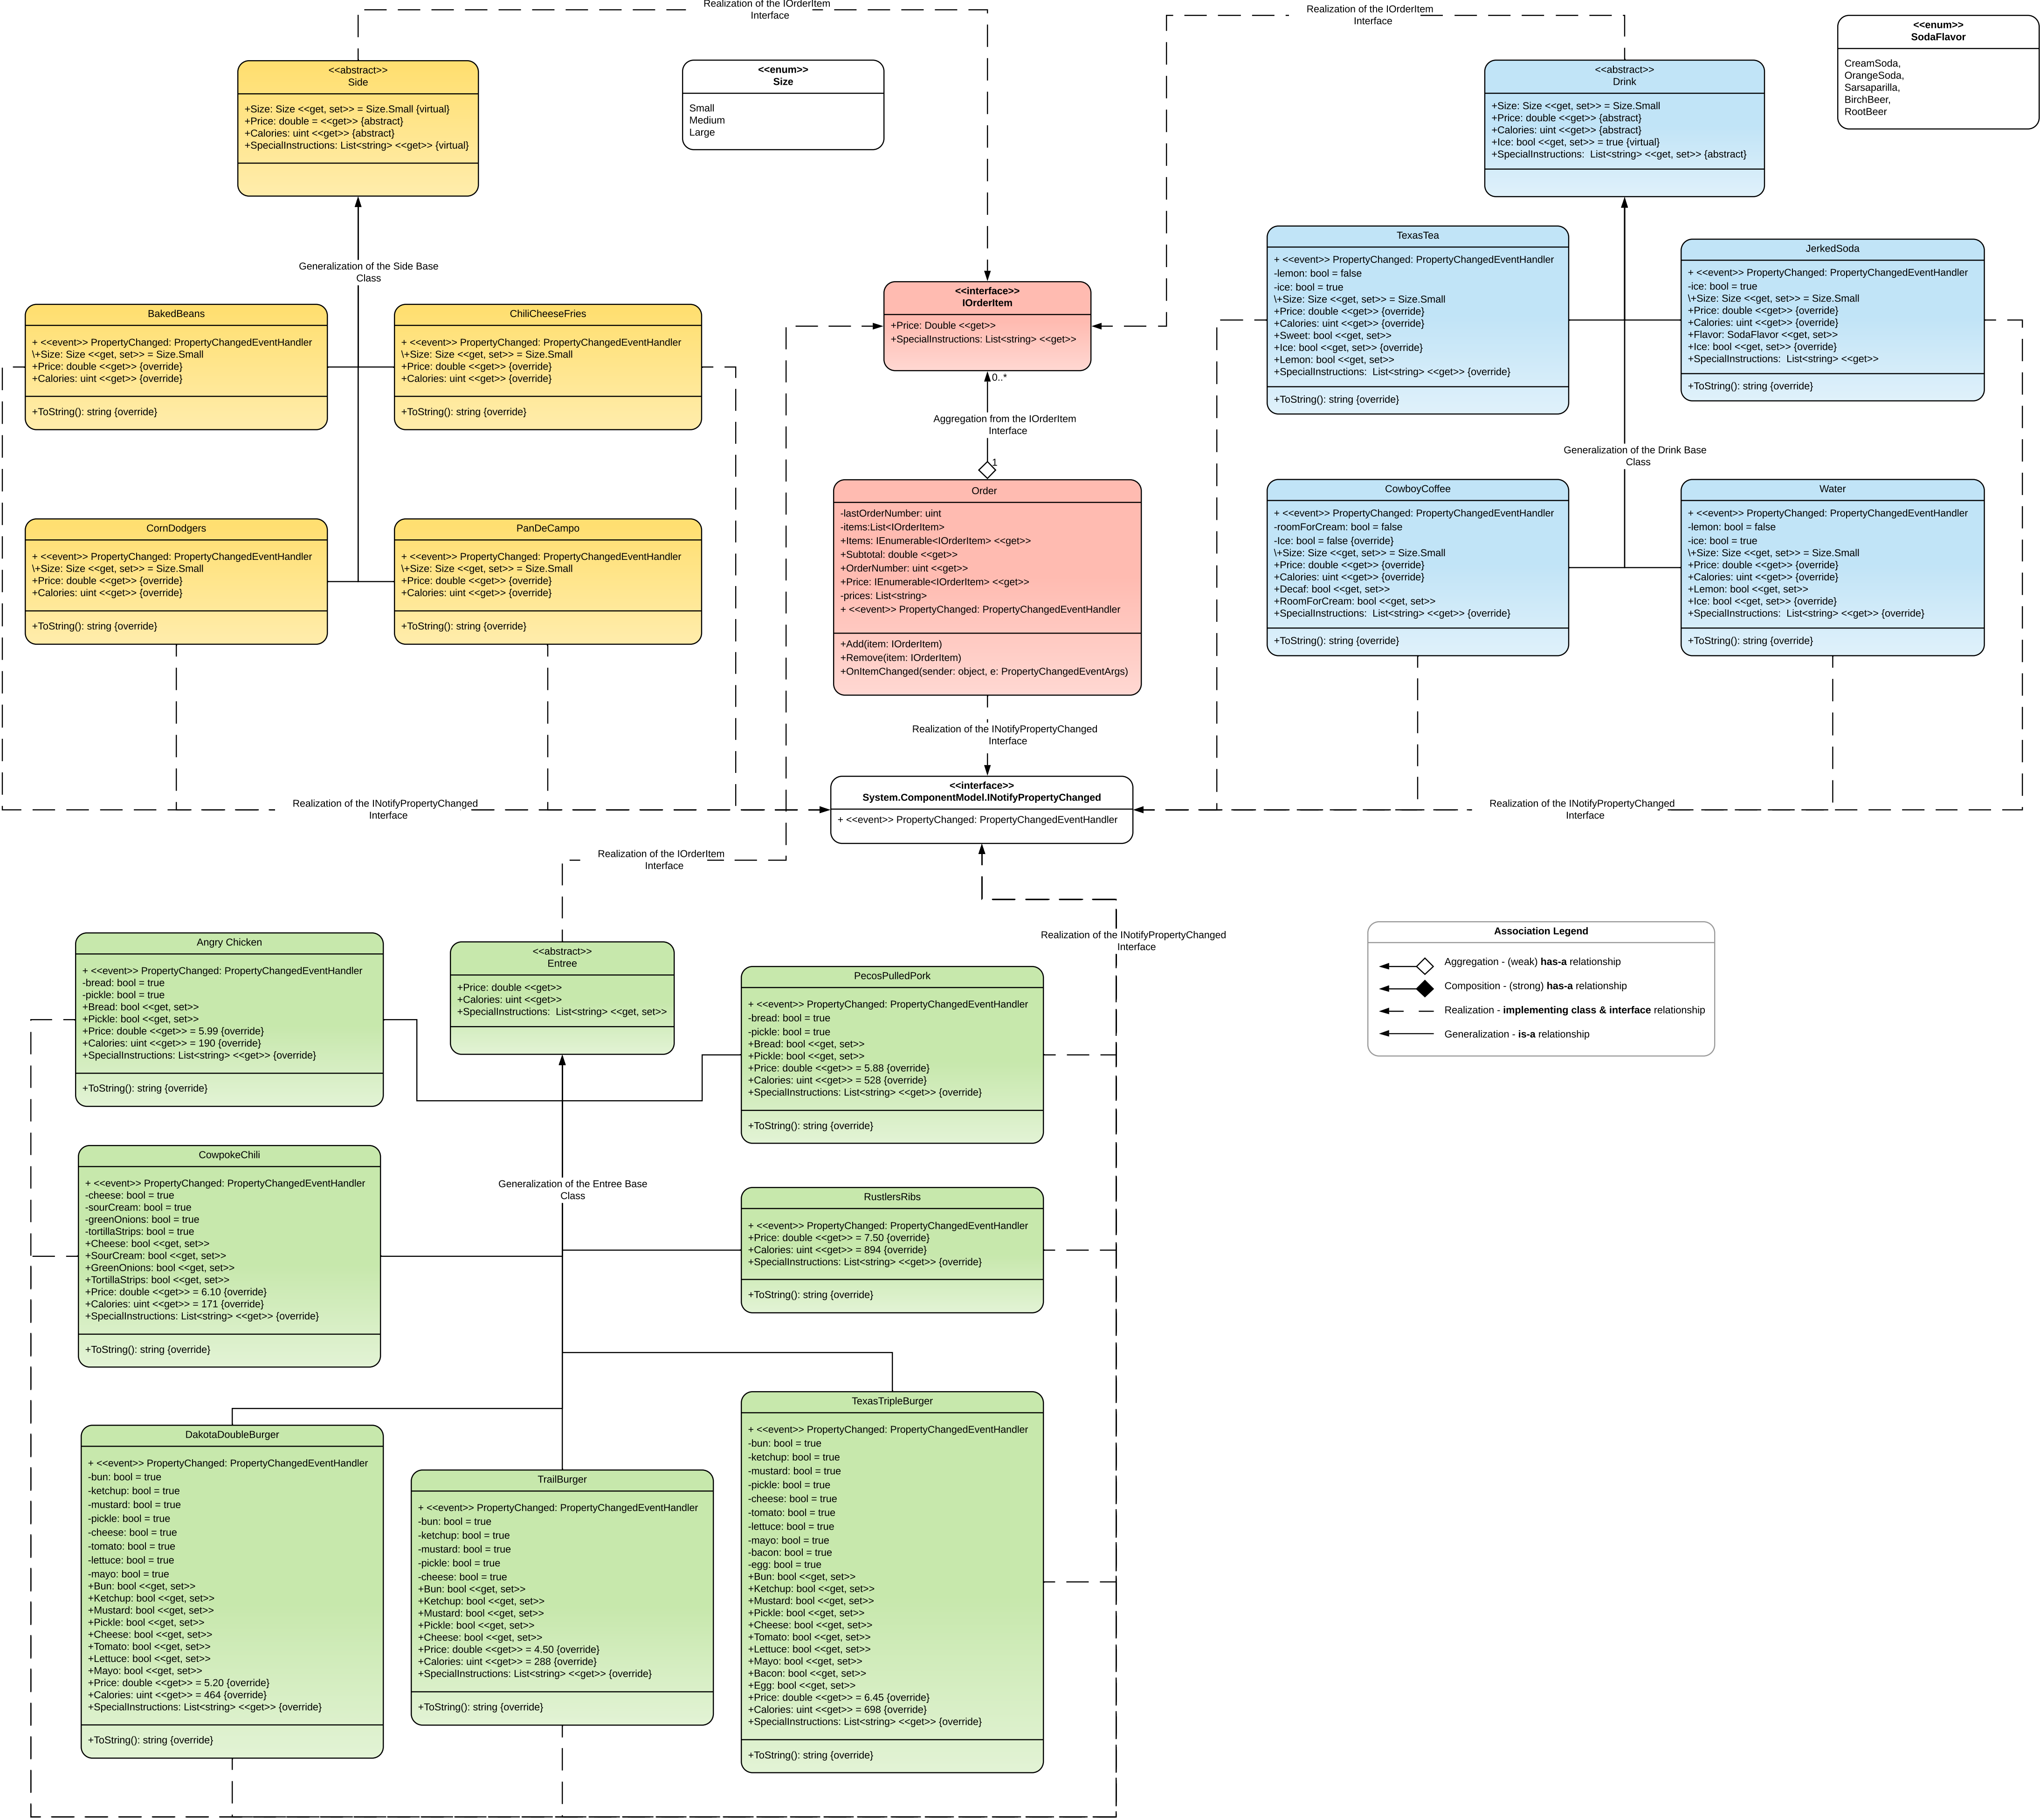 Realization of the IOrderItem
Interface
Realization of the IOrderItem
Interface
<<enum>>
SodaFlavor
CreamSoda,
OrangeSoda,
Sarsaparilla,
BirchBeer,
RootBeer
<<abstract>>
Side
+Size: Size <<get, set>> = Size.Small {virtual}
+Price: double = <<get>> {abstract}
+Calories: uint <<get>> {abstract}
+SpecialInstructions: List<string> <<get>> {virtual}
<<enum>>
Size
Small
Medium
Large
<<abstract>>
Drink
+Size: Size <<get, set>> = Size.Small
+Price: double <<get>> {abstract}
+Calories: uint <<get>> {abstract}
+Ice: bool <<get, set>> = true {virtual}
+SpecialInstructions:  List<string> <<get, set>> {abstract}
Generalization of the Side Base
Class
<<interface>>
IOrderItem
+Price: Double <<get>>
+SpecialInstructions: List<string> <<get>>
0..*
TexasTea
+ <<event>> PropertyChanged: PropertyChangedEventHandler
-lemon: bool = false
-ice: bool = true
\+Size: Size <<get, set>> = Size.Small
+Price: double <<get>> {override}
+Calories: uint <<get>> {override}
+Sweet: bool <<get, set>>
+Ice: bool <<get, set>> {override}
+Lemon: bool <<get, set>>
+SpecialInstructions:  List<string> <<get>> {override}
+ToString(): string {override}
JerkedSoda
+ <<event>> PropertyChanged: PropertyChangedEventHandler
-ice: bool = true
\+Size: Size <<get, set>> = Size.Small
+Price: double <<get>> {override}
+Calories: uint <<get>> {override}
+Flavor: SodaFlavor <<get, set>>
+Ice: bool <<get, set>> {override}
+SpecialInstructions:  List<string> <<get>>
+ToString(): string {override}
BakedBeans
+ <<event>> PropertyChanged: PropertyChangedEventHandler
\+Size: Size <<get, set>> = Size.Small
+Price: double <<get>> {override}
+Calories: uint <<get>> {override}
+ToString(): string {override}
ChiliCheeseFries
+ <<event>> PropertyChanged: PropertyChangedEventHandler
\+Size: Size <<get, set>> = Size.Small
+Price: double <<get>> {override}
+Calories: uint <<get>> {override}
+ToString(): string {override}
Aggregation from the IOrderItem
Interface
1
Generalization of the Drink Base
Class
Order
-lastOrderNumber: uint
-items:List<IOrderItem>
+Items: IEnumerable<IOrderItem> <<get>>
+Subtotal: double <<get>>
+OrderNumber: uint <<get>>
+Price: IEnumerable<IOrderItem> <<get>>
-prices: List<string>
+ <<event>> PropertyChanged: PropertyChangedEventHandler
+Add(item: IOrderItem)
+Remove(item: IOrderItem)
+OnItemChanged(sender: object, e: PropertyChangedEventArgs)
CowboyCoffee
+ <<event>> PropertyChanged: PropertyChangedEventHandler
-roomForCream: bool = false
-Ice: bool = false {override}
\+Size: Size <<get, set>> = Size.Small
+Price: double <<get>> {override}
+Calories: uint <<get>> {override}
+Decaf: bool <<get, set>>
+RoomForCream: bool <<get, set>>
+SpecialInstructions:  List<string> <<get>> {override}
+ToString(): string {override}
Water
+ <<event>> PropertyChanged: PropertyChangedEventHandler
-lemon: bool = false
-ice: bool = true
\+Size: Size <<get, set>> = Size.Small
+Price: double <<get>> {override}
+Calories: uint <<get>> {override}
+Lemon: bool <<get, set>>
+Ice: bool <<get, set>> {override}
+SpecialInstructions:  List<string> <<get>> {override}
+ToString(): string {override}
CornDodgers
+ <<event>> PropertyChanged: PropertyChangedEventHandler
\+Size: Size <<get, set>> = Size.Small
+Price: double <<get>> {override}
+Calories: uint <<get>> {override}
+ToString(): string {override}
PanDeCampo
+ <<event>> PropertyChanged: PropertyChangedEventHandler
\+Size: Size <<get, set>> = Size.Small
+Price: double <<get>> {override}
+Calories: uint <<get>> {override}
+ToString(): string {override}
Realization of the INotifyPropertyChanged
Interface
<<interface>>
System.ComponentModel.INotifyPropertyChanged
+ <<event>> PropertyChanged: PropertyChangedEventHandler
Realization of the INotifyPropertyChanged
Interface
Realization of the INotifyPropertyChanged
Interface
Realization of the IOrderItem
Interface
Realization of the INotifyPropertyChanged
Interface
Association Legend
Aggregation - (weak) has-a relationship
Composition - (strong) has-a relationship
Realization - implementing class & interface relationship
Generalization - is-a relationship
Angry Chicken
+ <<event>> PropertyChanged: PropertyChangedEventHandler
-bread: bool = true
-pickle: bool = true
+Bread: bool <<get, set>>
+Pickle: bool <<get, set>>
+Price: double <<get>> = 5.99 {override}
+Calories: uint <<get>> = 190 {override}
+SpecialInstructions: List<string> <<get>> {override}
+ToString(): string {override}
<<abstract>>
Entree
+Price: double <<get>>
+Calories: uint <<get>>
+SpecialInstructions:  List<string> <<get, set>>
PecosPulledPork
+ <<event>> PropertyChanged: PropertyChangedEventHandler
-bread: bool = true
-pickle: bool = true
+Bread: bool <<get, set>>
+Pickle: bool <<get, set>>
+Price: double <<get>> = 5.88 {override}
+Calories: uint <<get>> = 528 {override}
+SpecialInstructions: List<string> <<get>> {override}
+ToString(): string {override}
CowpokeChili
+ <<event>> PropertyChanged: PropertyChangedEventHandler
-cheese: bool = true
-sourCream: bool = true
-greenOnions: bool = true
-tortillaStrips: bool = true
+Cheese: bool <<get, set>>
+SourCream: bool <<get, set>>
+GreenOnions: bool <<get, set>>
+TortillaStrips: bool <<get, set>>
+Price: double <<get>> = 6.10 {override}
+Calories: uint <<get>> = 171 {override}
+SpecialInstructions: List<string> <<get>> {override}
+ToString(): string {override}
Generalization of the Entree Base
Class
RustlersRibs
+ <<event>> PropertyChanged: PropertyChangedEventHandler
+Price: double <<get>> = 7.50 {override}
+Calories: uint <<get>> = 894 {override}
+SpecialInstructions: List<string> <<get>> {override}
+ToString(): string {override}
DakotaDoubleBurger
+ <<event>> PropertyChanged: PropertyChangedEventHandler
-bun: bool = true
-ketchup: bool = true
-mustard: bool = true
-pickle: bool = true
-cheese: bool = true
-tomato: bool = true
-lettuce: bool = true
-mayo: bool = true
+Bun: bool <<get, set>>
+Ketchup: bool <<get, set>>
+Mustard: bool <<get, set>>
+Pickle: bool <<get, set>>
+Cheese: bool <<get, set>>
+Tomato: bool <<get, set>>
+Lettuce: bool <<get, set>>
+Mayo: bool <<get, set>>
+Price: double <<get>> = 5.20 {override}
+Calories: uint <<get>> = 464 {override}
+SpecialInstructions: List<string> <<get>> {override}
+ToString(): string {override}
TrailBurger
+ <<event>> PropertyChanged: PropertyChangedEventHandler
-bun: bool = true
-ketchup: bool = true
-mustard: bool = true
-pickle: bool = true
-cheese: bool = true
+Bun: bool <<get, set>>
+Ketchup: bool <<get, set>>
+Mustard: bool <<get, set>>
+Pickle: bool <<get, set>>
+Cheese: bool <<get, set>>
+Price: double <<get>> = 4.50 {override}
+Calories: uint <<get>> = 288 {override}
+SpecialInstructions: List<string> <<get>> {override}
+ToString(): string {override}
TexasTripleBurger
+ <<event>> PropertyChanged: PropertyChangedEventHandler
-bun: bool = true
-ketchup: bool = true
-mustard: bool = true
-pickle: bool = true
-cheese: bool = true
-tomato: bool = true
-lettuce: bool = true
-mayo: bool = true
-bacon: bool = true
-egg: bool = true
+Bun: bool <<get, set>>
+Ketchup: bool <<get, set>>
+Mustard: bool <<get, set>>
+Pickle: bool <<get, set>>
+Cheese: bool <<get, set>>
+Tomato: bool <<get, set>>
+Lettuce: bool <<get, set>>
+Mayo: bool <<get, set>>
+Bacon: bool <<get, set>>
+Egg: bool <<get, set>>
+Price: double <<get>> = 6.45 {override}
+Calories: uint <<get>> = 698 {override}
+SpecialInstructions: List<string> <<get>> {override}
+ToString(): string {override}